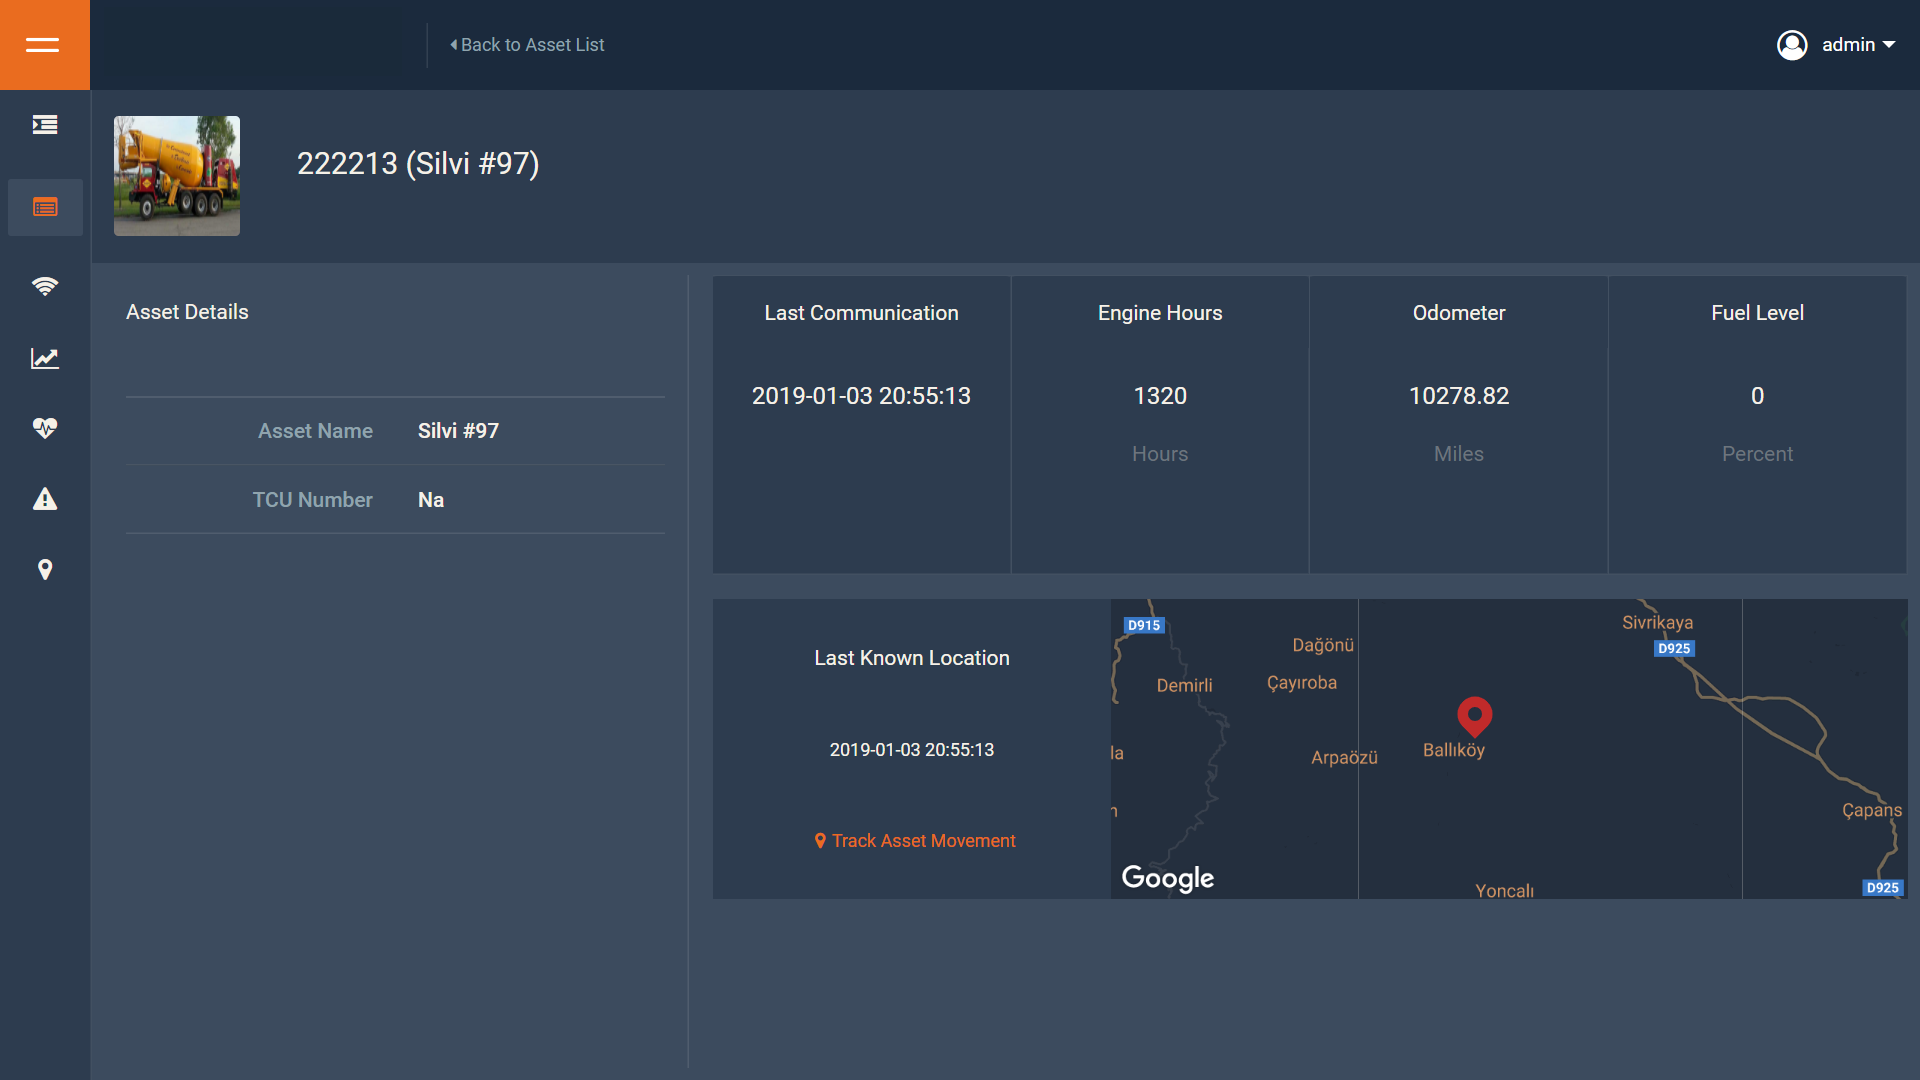 Back to Asset List
admin
222213 (Silvi #97)
Asset Details
Asset Name Silvi #97
TCU Number Na
Last Communication
2019-01-03 20:55:13
Engine Hours
1320
Hours
Odometer
10278.82
Miles
Fuel Level
0
Percent
Last Known Location
2019-01-03 20:55:13
Track Asset Movement
D915
Dağönü
Sivrikaya
D925
Demirli
Çayıroba
la
Arpaözü
Ballıköy
Çapans
Google
Yoncalı
D925